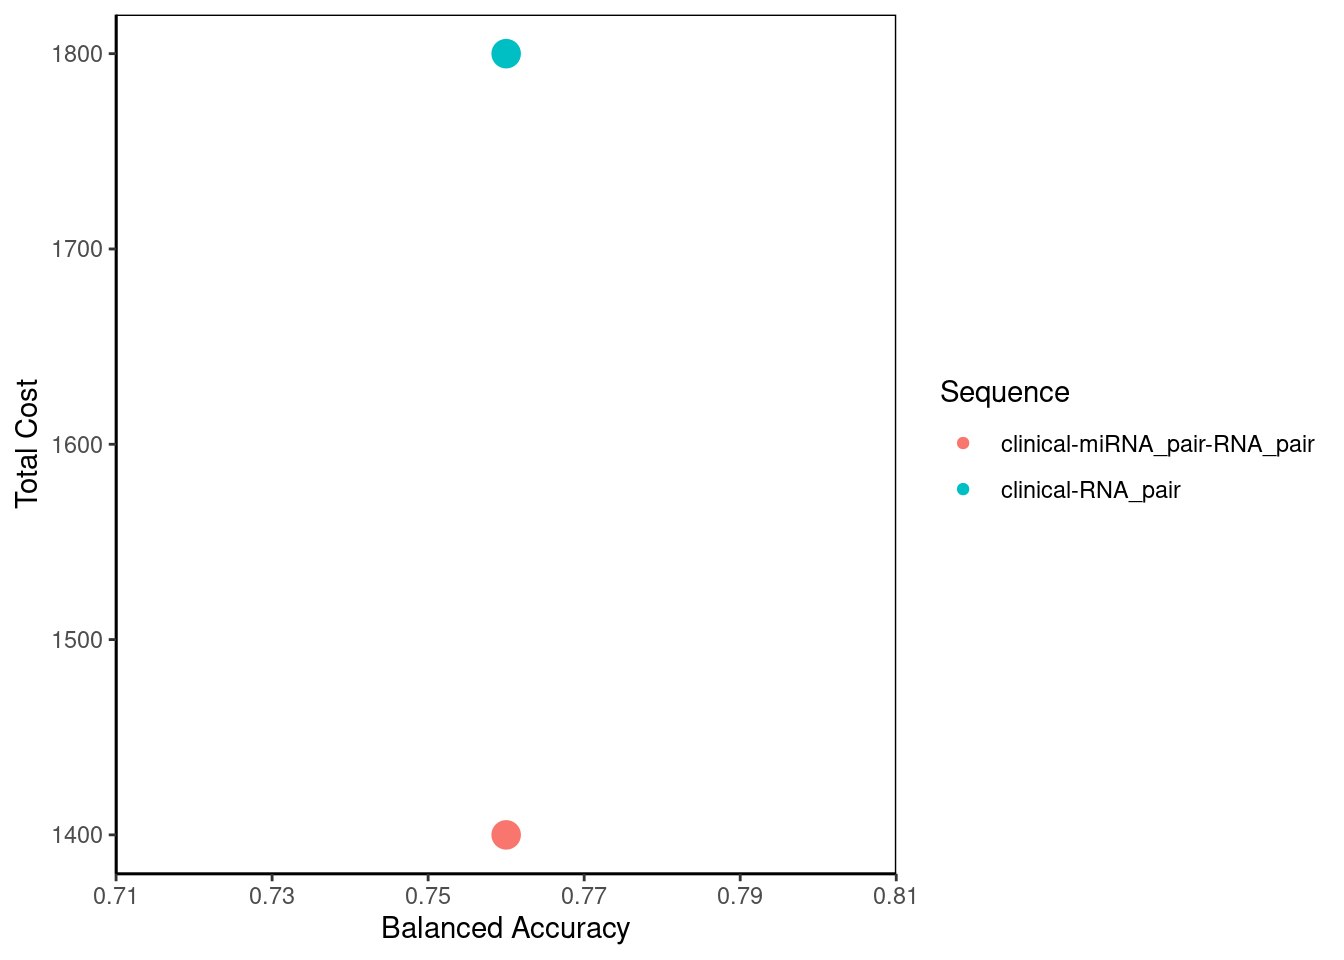 1800
1700
1600
1500
1400
Total Cost
0.71 0.73 0.75 0.77 0.79 0.81
Balanced Accuracy
Sequence
clinical-miRNA_pair-RNA_pair
clinical-RNA_pair